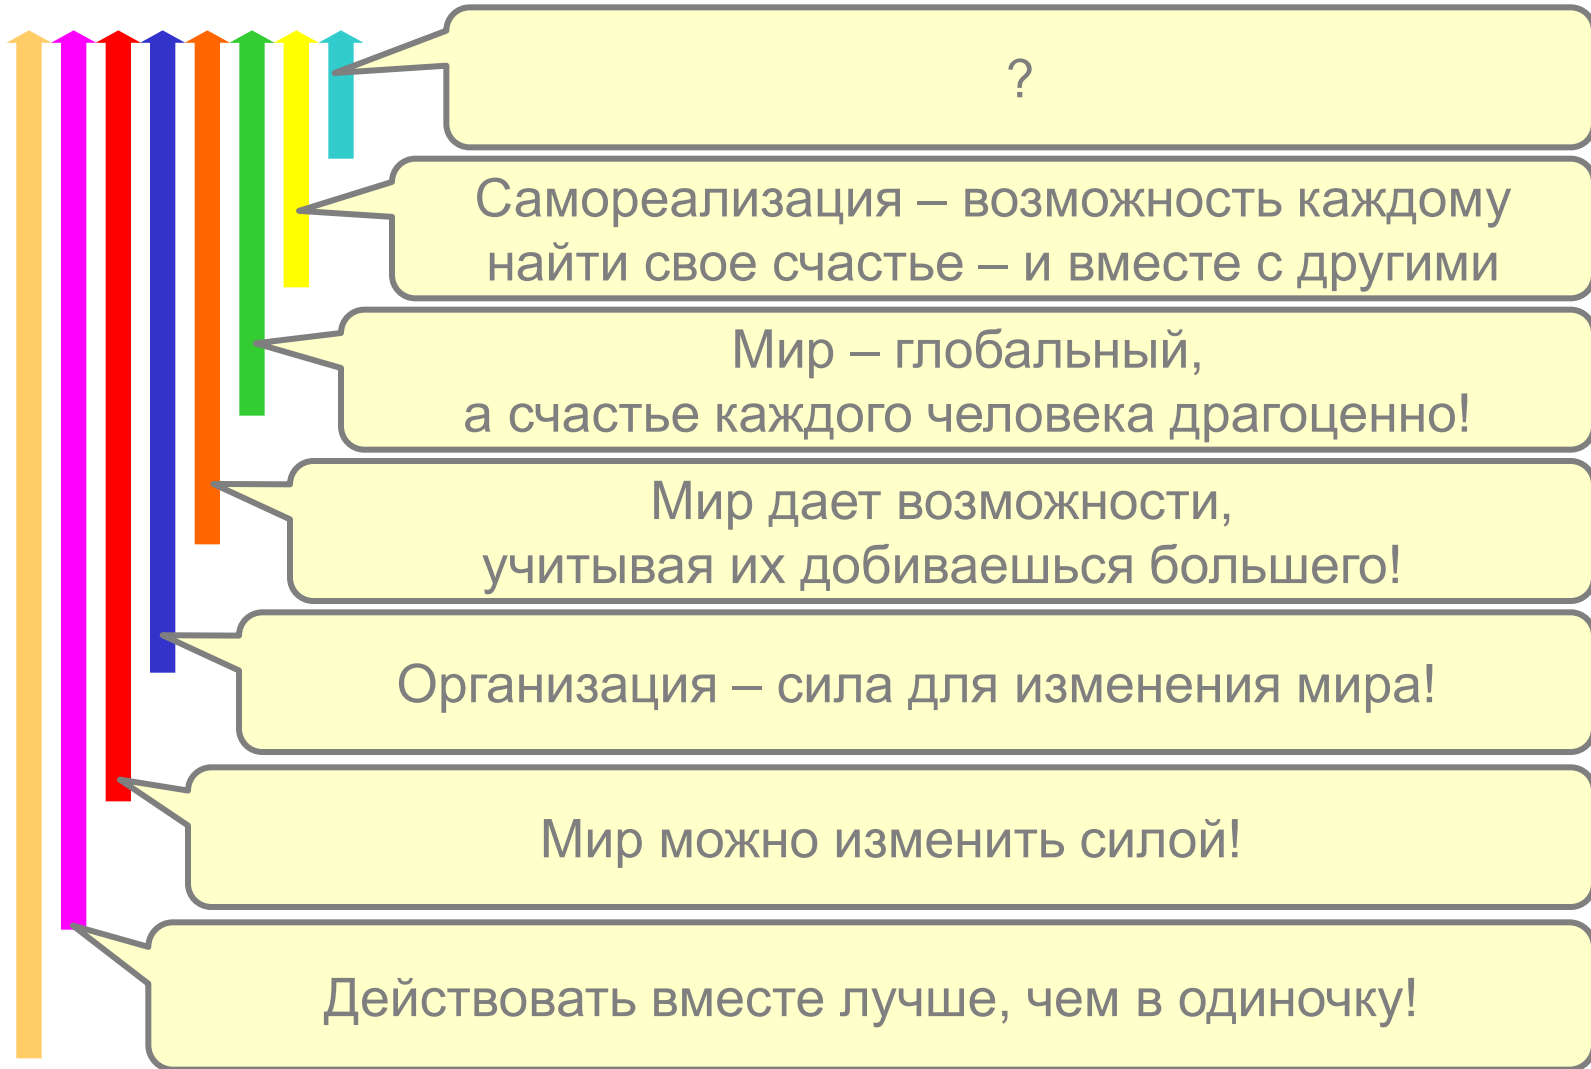 ?
Самореализация – возможность каждому
найти свое счастье – и вместе с другими
Мир – глобальный,
а счастье каждого человека драгоценно!
Мир дает возможности,
учитывая их добиваешься большего!
Организация – сила для изменения мира!
Мир можно изменить силой!
Действовать вместе лучше, чем в одиночку!